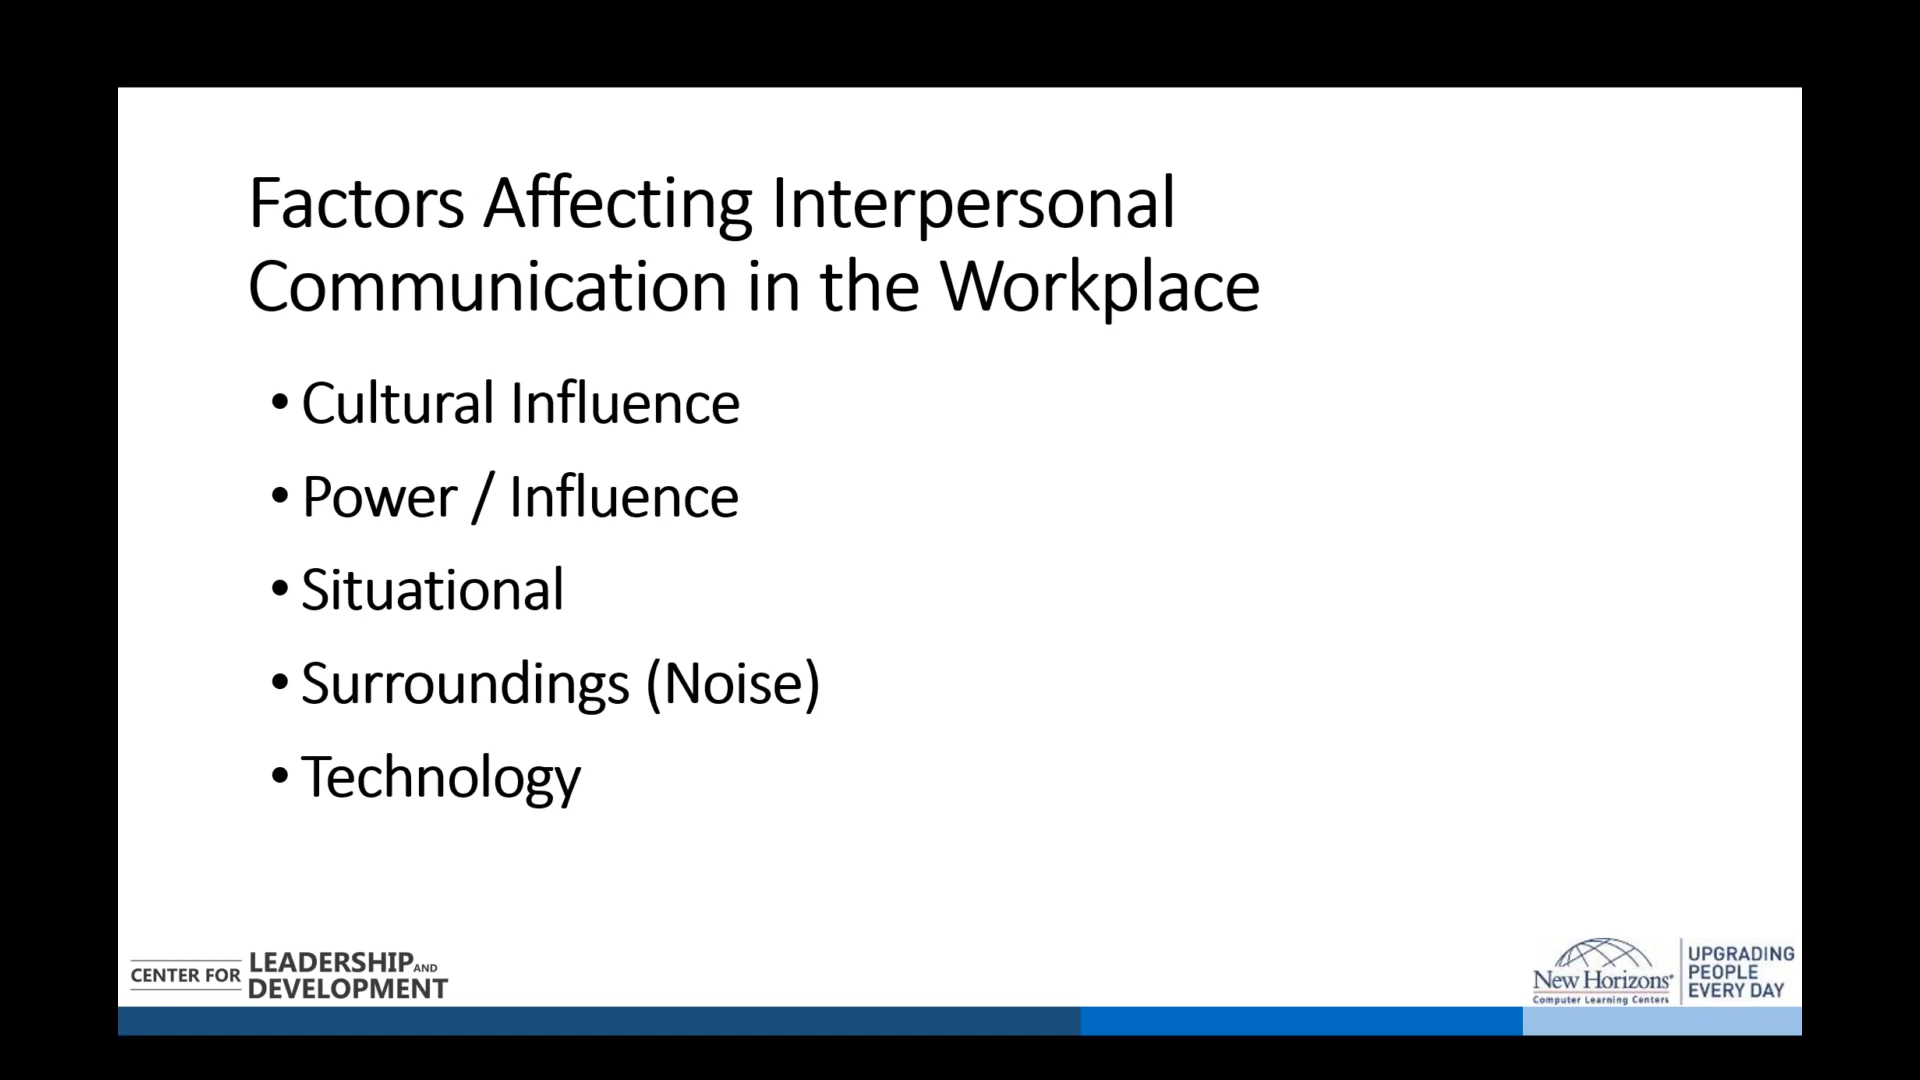 Factors Affecting Interpersonal
Communication in the Workplace
• Cultural Influence
• Power / Influence
• Situational
• Surroundings (Noise)
• Technology
CENTER FOR LEADERSHIP AND
DEVELOPMENT
New Horizons®
Computer Learning Centers
UPGRADING
PEOPLE
EVERY DAY